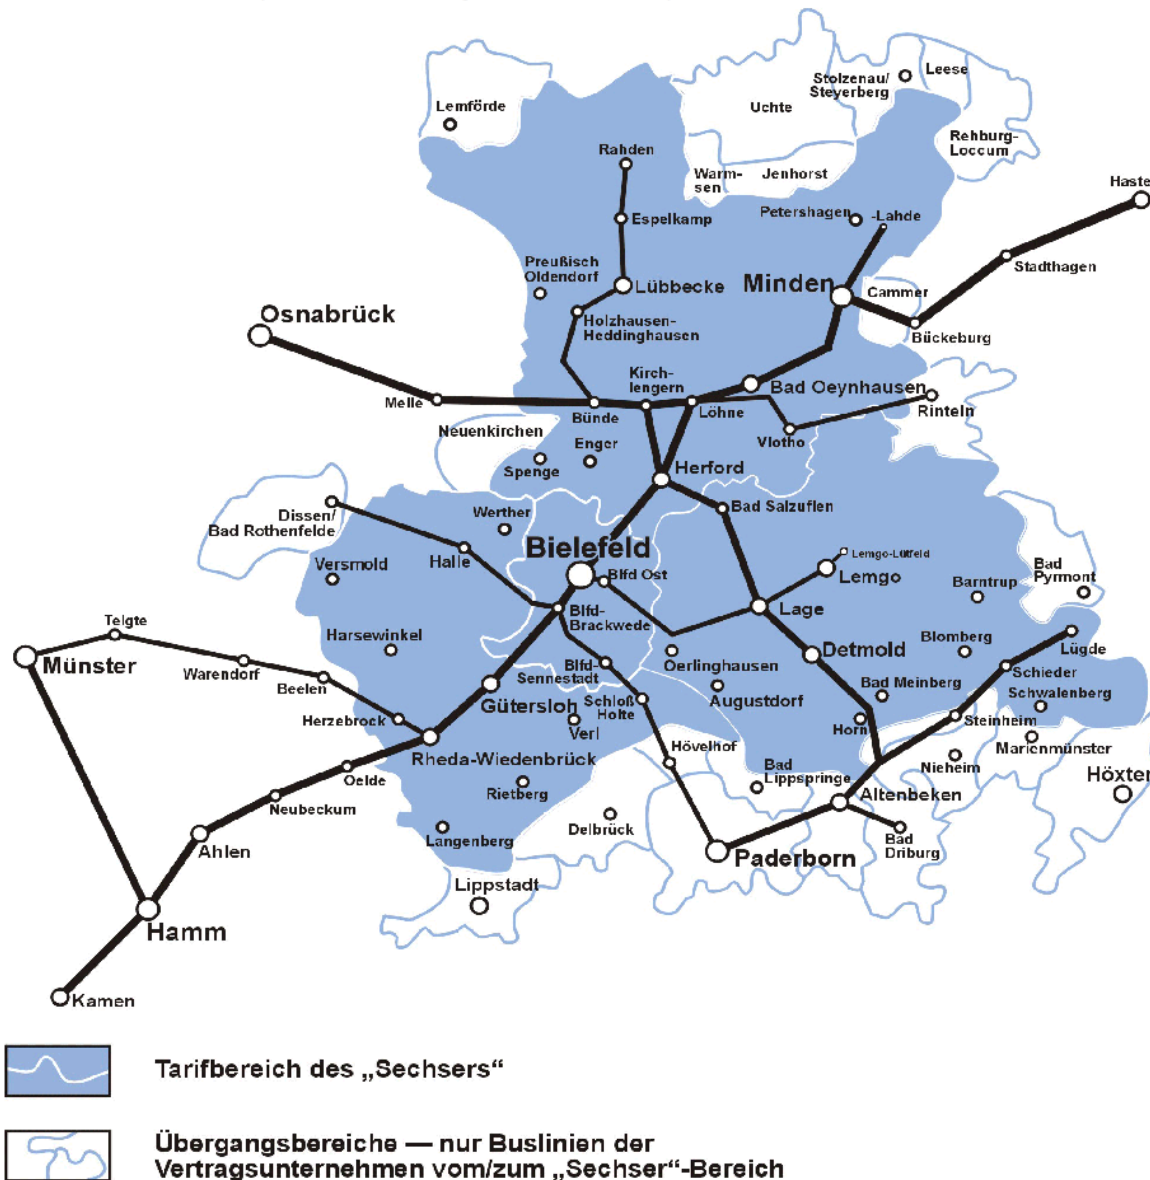 Lemförde
Uchte
Stolzenau/
Steyerberg
Leese
Rehburg-
Loccum
Warm-
sen
Jenhorst
Rahden
Espelkamp
Petershagen
-Lahde
Haste
Stadthagen
Preußisch
Oldendorf
Lübbecke
Minden
Cammer
Bückeburg
Osnabrück
Holzhausen-
Heddinghausen
Kirch-
lengern
Bad Oeynhausen
Melle
Bünde
Löhne
Rinteln
Neuenkirchen
Enger
Spenge
Vlotho
Herford
Dissen/
Bad Rothenfelde
Werther
Bad Salzuflen
Bielefeld
Halle
Versmold
Blfd Ost
Lemgo-Lütfeld
Lemgo
Bad
Pyrmont
Barntrup
Blfd-
Brackwede
Lage
Telgte
Harsewinkel
Münster
Warendorf
Beelen
Blfd-
Sennestadt
Oerlinghausen
Detmold
Blomberg
Lügde
Schieder
Schwalenberg
Gütersloh
Schloß
Holte
Augustdorf
Bad Meinberg
Herzebrock
Verl
Horn
Steinheim
Marienmünster
Rheda-Wiedenbrück
Hövelhof
Bad
Lippspringe
Nieheim
Höxter
Oelde
Rietberg
Neubeckum
Altenbeken
Delbrück
Langenberg
Ahlen
Paderborn
Bad
Driburg
Lippstadt
Hamm
Kamen
Tarifbereich des „Sechsers“
Übergangsbereiche — nur Buslinien der
Vertragsunternehmen vom/zum „Sechser“-Bereich